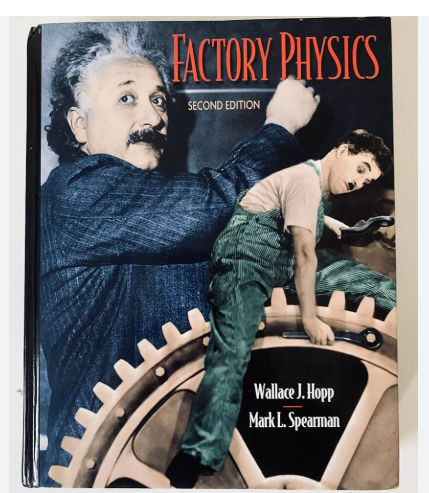 FACTORY PHYSICS
SECOND EDITION
Wallace J. Hopp
Mark L. Spearman